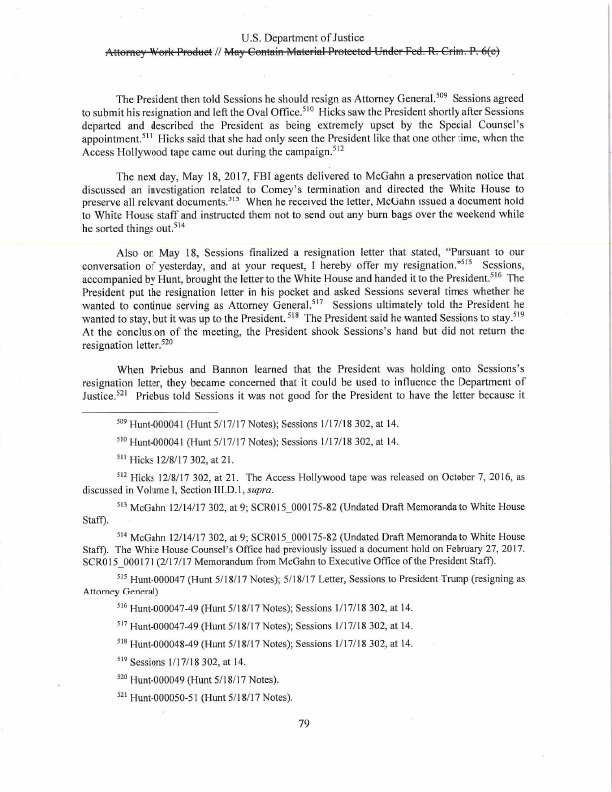 U.S. Department of Justice
Attorney Work Product // May Contain Material Protected Under Fed. R. Crim. P. 6(e)
The President then told Sessions he should resign as Attorney General.509 Sessions agreed
to submit his resignation and left the Oval Office.510 Hicks saw the President shortly after Sessions
departed and described the President as being extremely upset by the Special Counsel's
appointment.511 Hicks said that she had only seen the President like that one other time, when the
Access Hollywood tape came out during the campaign.512
The next day, May 18, 2017, FBI agents delivered to McGahn a preservation notice that
discussed an investigation related to Comey's termination and directed the White House to
preserve all relevant documents.513 When he received the letter, McGahn issued a document hold
to White House staff and instructed them not to send out any burn bags over the weekend while
he sorted things out.514
Also on May 18, Sessions finalized a resignation letter that stated, "Pursuant to our
conversation of yesterday, and at your request, I hereby offer my resignation."515 Sessions,
accompanied by Hunt, brought the letter to the White House and handed it to the President.516 The
President put the resignation letter in his pocket and asked Sessions several times whether he
wanted to continue serving as Attorney General.517 Sessions ultimately told the President he
wanted to stay, but it was up to the President.518 The President said he wanted Sessions to stay.519
At the conclusion of the meeting, the President shook Sessions's hand but did not return the
resignation letter.520
When Priebus and Bannon learned that the President was holding onto Sessions's
resignation letter, they became concerned that it could be used to influence the Department of
Justice.521 Priebus told Sessions it was not good for the President to have the letter because it
509 Hunt-000041 (Hunt 5/17/17 Notes); Sessions 1/17/18 302, at 14.
510 Hunt-000041 (Hunt 5/17/17 Notes); Sessions 1/17/18 302, at 14.
511 Hicks 12/8/17 302, at 21.
512 Hicks 12/8/17 302, at 21. The Access Hollywood tape was released on October 7, 2016, as
discussed in Volume I, Section III.D.1, supra.
513 McGahn 12/14/17 302, at 9; SCR015_000175-82 (Undated Draft Memoranda to White House
Staff).
514 McGahn 12/14/17 302, at 9; SCR015_000175-82 (Undated Draft Memoranda to White House
Staff). The White House Counsel's Office had previously issued a document hold on February 27, 2017.
SCR015_000171 (2/17/17 Memorandum from McGahn to Executive Office of the President Staff).
515 Hunt-000047 (Hunt 5/18/17 Notes); 5/18/17 Letter, Sessions to President Trump (resigning as
Attorney General)
516 Hunt-000047-49 (Hunt 5/18/17 Notes); Sessions 1/17/18 302, at 14.
517 Hunt-000047-49 (Hunt 5/18/17 Notes); Sessions 1/17/18 302, at 14.
518 Hunt-000048-49 (Hunt 5/18/17 Notes); Sessions 1/17/18 302, at 14.
519 Sessions 1/17/18 302, at 14.
520 Hunt-000049 (Hunt 5/18/17 Notes).
521 Hunt-000050-51 (Hunt 5/18/17 Notes).
79